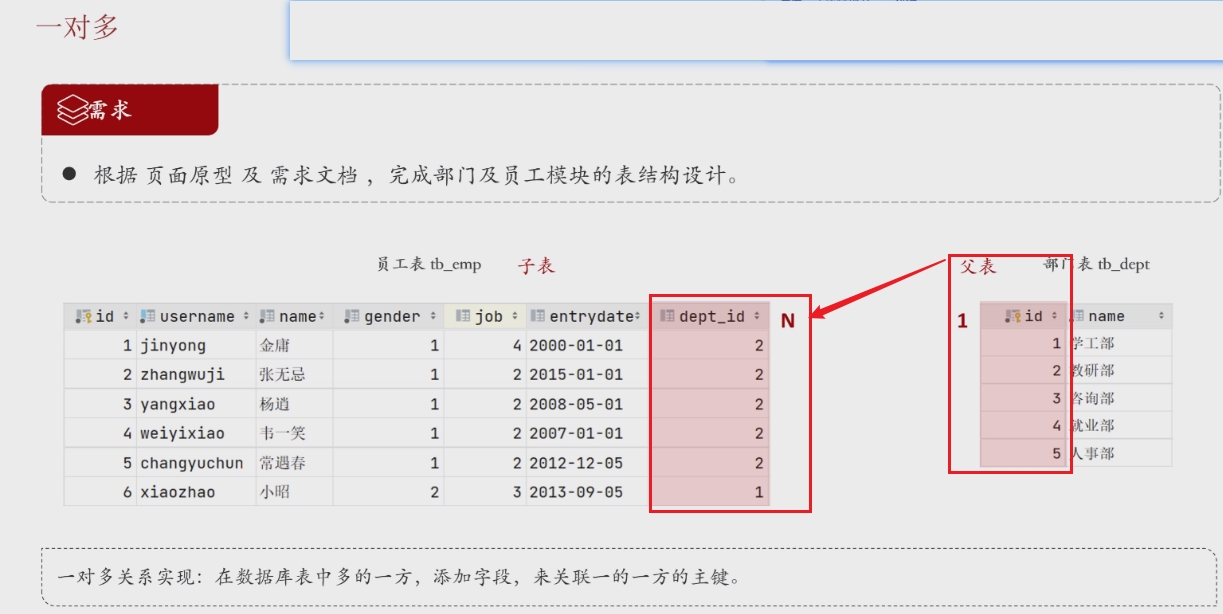 一对多
需求
● 根据 页面原型 及 需求文档 ，完成部门及员工模块的表结构设计。
员工表 tb_emp 子表 父表 部门表 tb_dept
id username name gender job entrydate dept_id N 1 id name
1 jinyong 金庸 1 4 2000-01-01 2 1 学工部
2 zhangwuji 张无忌 1 2 2015-01-01 2 2 教研部
3 yangxiao 杨逍 1 2 2008-05-01 2 3 咨询部
4 weiyixiao 韦一笑 1 2 2007-01-01 2 4 就业部
5 changyuchun 常遇春 1 2 2012-12-05 2 5 人事部
6 xiaozhao 小昭 2 3 2013-09-05 1
一对多关系实现：在数据库表中多的一方，添加字段，来关联一的一方的主键。